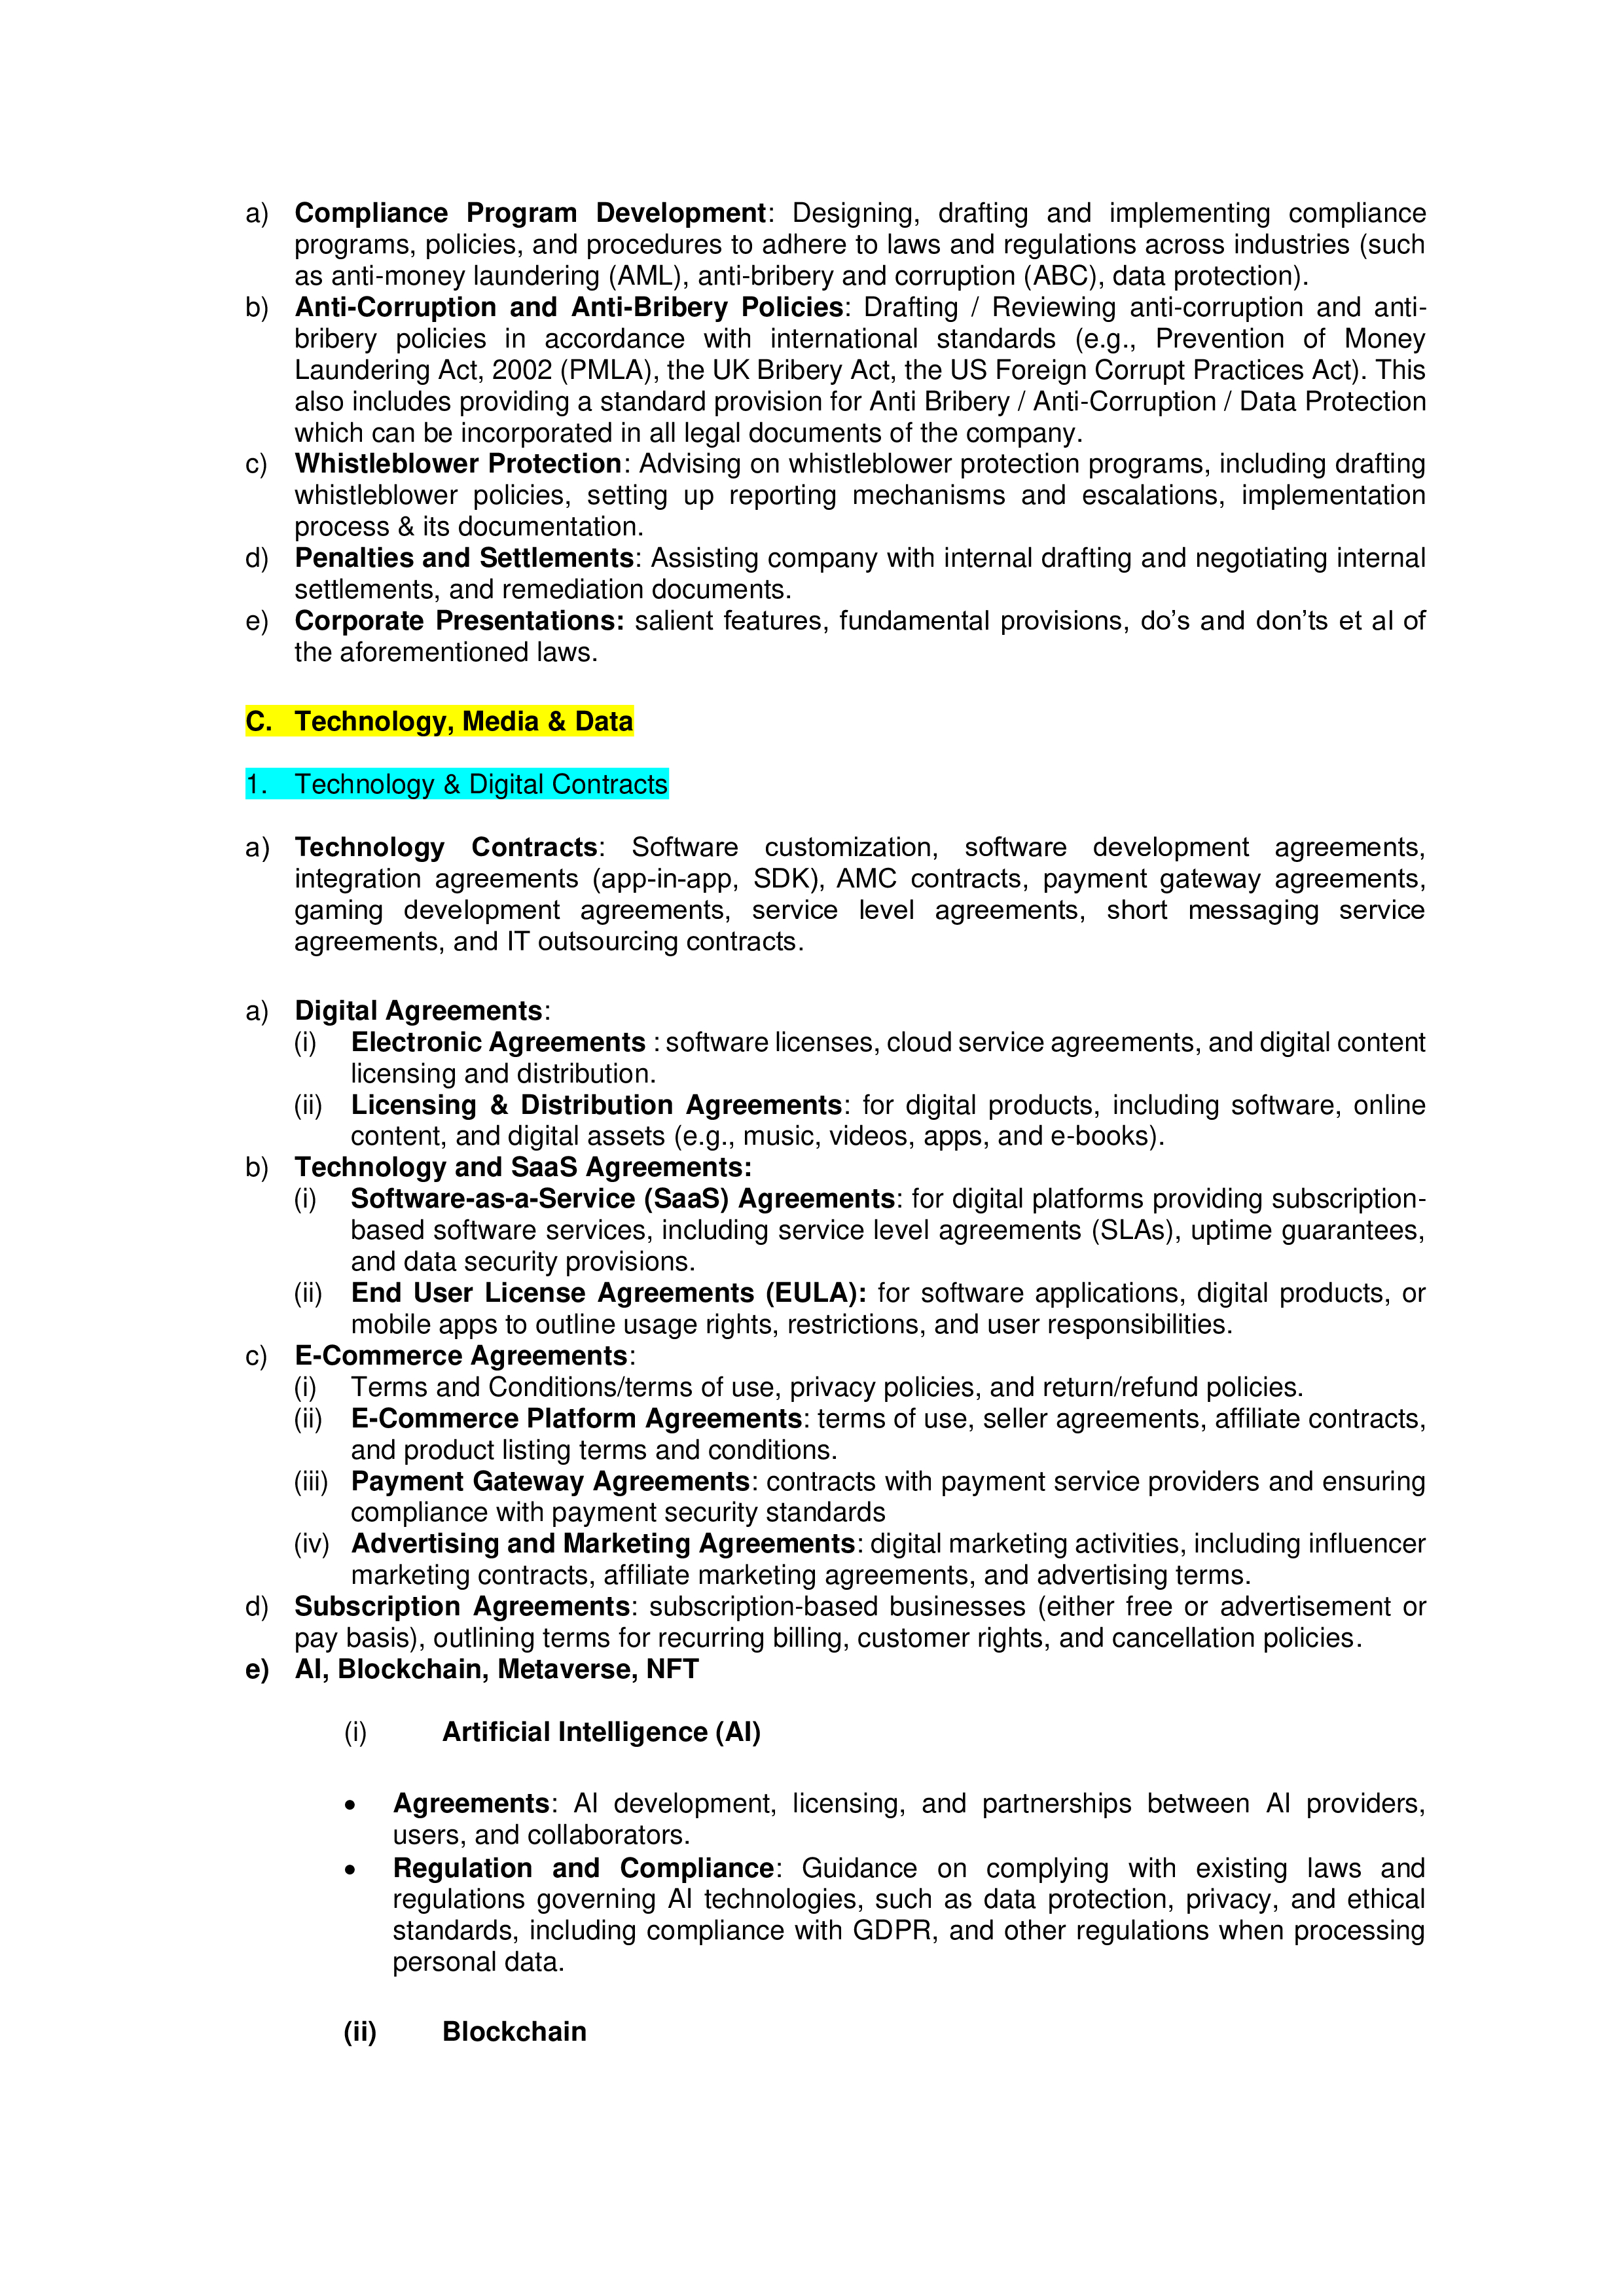 a) Compliance Program Development: Designing, drafting and implementing compliance
programs, policies, and procedures to adhere to laws and regulations across industries (such
as anti-money laundering (AML), anti-bribery and corruption (ABC), data protection).
b) Anti-Corruption and Anti-Bribery Policies: Drafting / Reviewing anti-corruption and anti-
bribery policies in accordance with international standards (e.g., Prevention of Money
Laundering Act, 2002 (PMLA), the UK Bribery Act, the US Foreign Corrupt Practices Act). This
also includes providing a standard provision for Anti Bribery / Anti-Corruption / Data Protection
which can be incorporated in all legal documents of the company.
c) Whistleblower Protection: Advising on whistleblower protection programs, including drafting
whistleblower policies, setting up reporting mechanisms and escalations, implementation
process & its documentation.
d) Penalties and Settlements: Assisting company with internal drafting and negotiating internal
settlements, and remediation documents.
e) Corporate Presentations: salient features, fundamental provisions, do’s and don’ts et al of
the aforementioned laws.
C. Technology, Media & Data
1. Technology & Digital Contracts
a) Technology Contracts: Software customization, software development agreements,
integration agreements (app-in-app, SDK), AMC contracts, payment gateway agreements,
gaming development agreements, service level agreements, short messaging service
agreements, and IT outsourcing contracts.
a) Digital Agreements:
(i) Electronic Agreements : software licenses, cloud service agreements, and digital content
licensing and distribution.
(ii) Licensing & Distribution Agreements: for digital products, including software, online
content, and digital assets (e.g., music, videos, apps, and e-books).
b) Technology and SaaS Agreements:
(i) Software-as-a-Service (SaaS) Agreements: for digital platforms providing subscription-
based software services, including service level agreements (SLAs), uptime guarantees,
and data security provisions.
(ii) End User License Agreements (EULA): for software applications, digital products, or
mobile apps to outline usage rights, restrictions, and user responsibilities.
c) E-Commerce Agreements:
(i) Terms and Conditions/terms of use, privacy policies, and return/refund policies.
(ii) E-Commerce Platform Agreements: terms of use, seller agreements, affiliate contracts,
and product listing terms and conditions.
(iii) Payment Gateway Agreements: contracts with payment service providers and ensuring
compliance with payment security standards
(iv) Advertising and Marketing Agreements: digital marketing activities, including influencer
marketing contracts, affiliate marketing agreements, and advertising terms.
d) Subscription Agreements: subscription-based businesses (either free or advertisement or
pay basis), outlining terms for recurring billing, customer rights, and cancellation policies.
e) AI, Blockchain, Metaverse, NFT
(i) Artificial Intelligence (AI)
• Agreements: AI development, licensing, and partnerships between AI providers,
users, and collaborators.
• Regulation and Compliance: Guidance on complying with existing laws and
regulations governing AI technologies, such as data protection, privacy, and ethical
standards, including compliance with GDPR, and other regulations when processing
personal data.
(ii) Blockchain